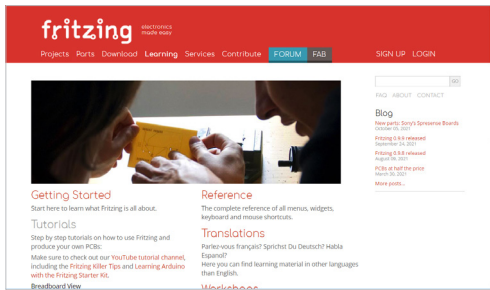 fritzing
electronics
made easy
Projects Parts Download Learning Services Contribute FORUM FAB SIGN UP LOGIN
GO
FAQ ABOUT CONTACT
Blog
New parts: Sony's Spresense Boards
October 05, 2021
Fritzing 0.9.9 released
September 24, 2021
Fritzing 0.9.8 released
August 08, 2021
PCBs at half the price
March 30, 2021
More posts...
Getting Started
Start here to learn what Fritzing is all about.
Tutorials
Step by step tutorials on how to use Fritzing and
produce your own PCBs:
Make sure to check out our YouTube tutorial channel,
including the Fritzing Killer Tips and Learning Arduino
with the Fritzing Starter Kit.
Breadboard View
Reference
The complete reference of all menus, widgets,
keyboard and mouse shortcuts.
Translations
Parlez-vous français? Sprichst Du Deutsch? Habla
Espanol?
Here you can find learning material in other languages
than English.
Workshops